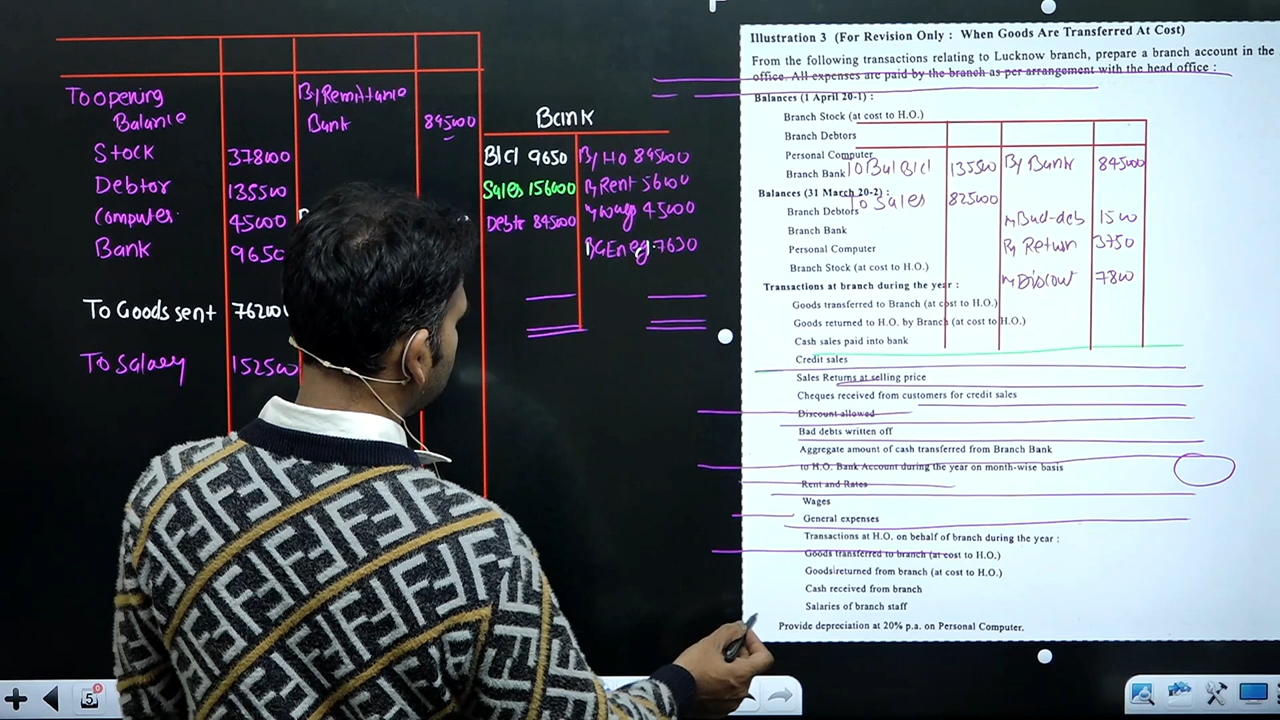 To opening
Balance
Stock 378000
Debtor 135500
Computer 45000
Bank 9650
To Goods sent
To Salary 152500
By Remittance
Bank 845000
Bank
Bl cl 9650 By HO 845000
Sales 156000 By Rent 56000
By wages 45000
Debtr 845000
7630
To Bal Bl cl 135500 By Bank 845000
To Sales 825000
By Bad-deb 1500
By Return 3750
By Discout 7800
Illustration 3 (For Revision Only : When Goods Are Transferred At Cost)
From the following transactions relating to Lucknow branch, prepare a branch account in the
office. All expenses are paid by the branch as per arrangement with the head office :
Balances (1 April 20-1) :
Branch Stock (at cost to H.O.)
Branch Debtors
Personal Computer
Branch Bank
Balances (31 March 20-2) :
Branch Debtors
Branch Bank
Personal Computer
Branch Stock (at cost to H.O.)
Transactions at branch during the year :
Goods transferred to Branch (at cost to H.O.)
Goods returned to H.O. by Branch (at cost to H.O.)
Cash sales paid into bank
Credit sales
Sales Returns at selling price
Cheques received from customers for credit sales
Discount allowed
Bad debts written off
Aggregate amount of cash transferred from Branch Bank
to H.O. Bank Account during the year on month-wise basis
Rent and Rates
Wages
General expenses
Transactions at H.O. on behalf of branch during the year :
Goods transferred to branch (at cost to H.O.)
Goods returned from branch (at cost to H.O.)
Cash received from branch
Salaries of branch staff
Provide depreciation at 20% p.a. on Personal Computer.
5